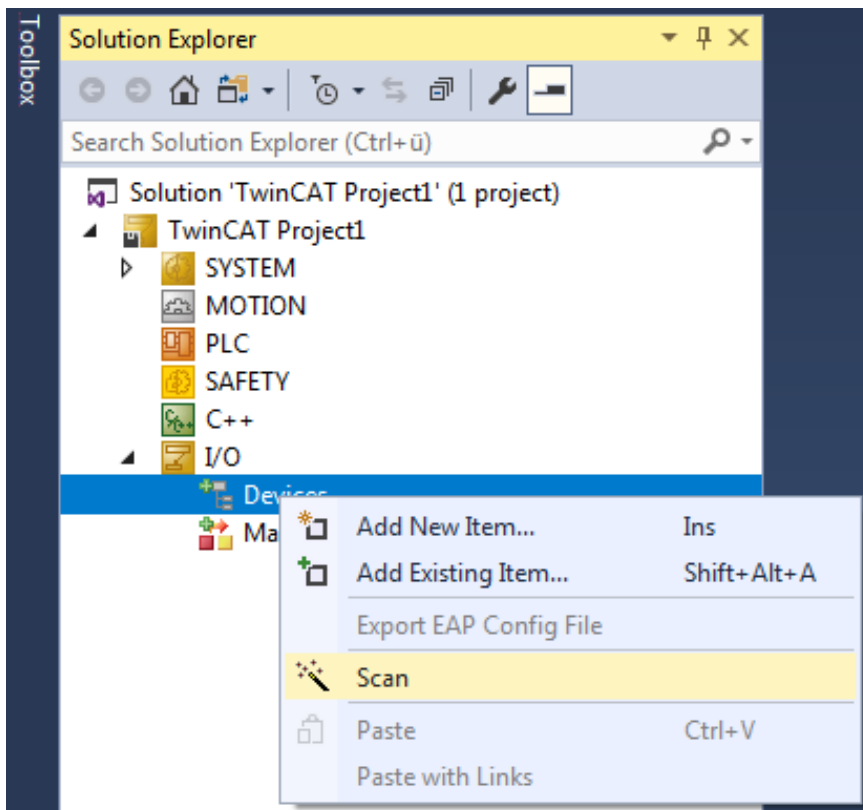 Toolbox
Solution Explorer
Search Solution Explorer (Ctrl+ü)
Solution 'TwinCAT Project1' (1 project)
TwinCAT Project1
SYSTEM
MOTION
PLC
SAFETY
C++
I/O
Devices
Ma
Add New Item... Ins
Add Existing Item... Shift+Alt+A
Export EAP Config File
Scan
Paste Ctrl+V
Paste with Links